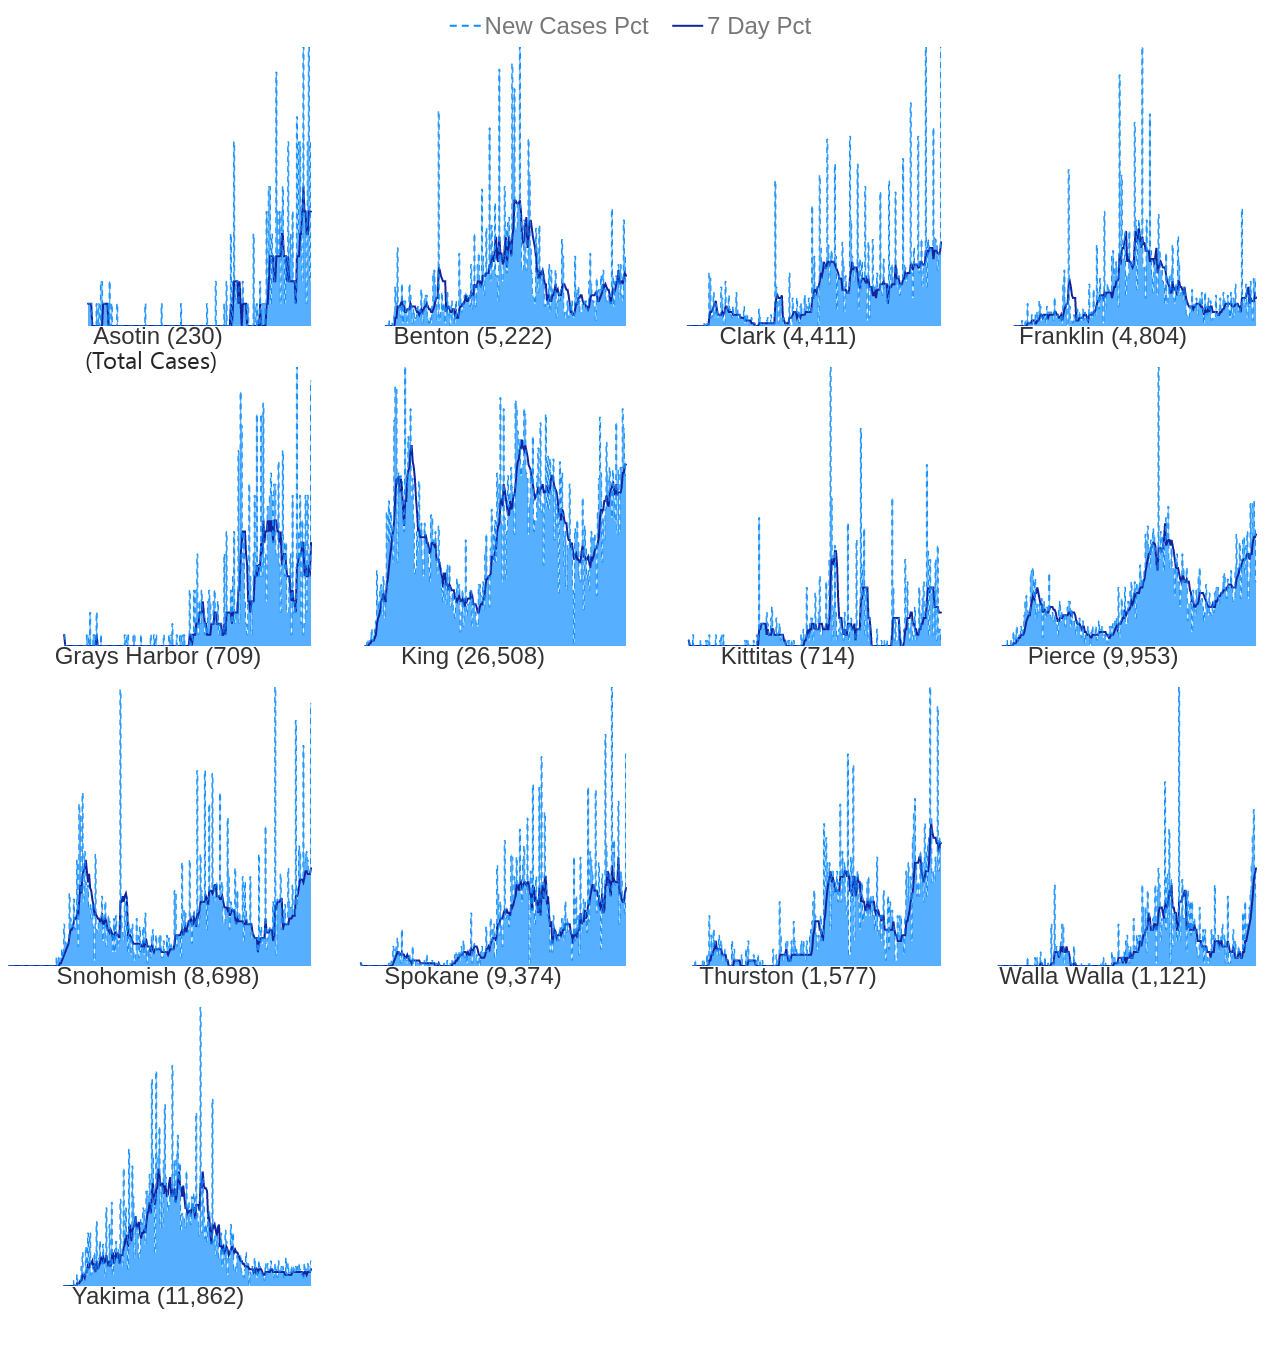 New Cases Pct 7 Day Pct
Asotin (230) Benton (5,222) Clark (4,411) Franklin (4,804)
(Total Cases)
Grays Harbor (709) King (26,508) Kittitas (714) Pierce (9,953)
Snohomish (8,698) Spokane (9,374) Thurston (1,577) Walla Walla (1,121)
Yakima (11,862)